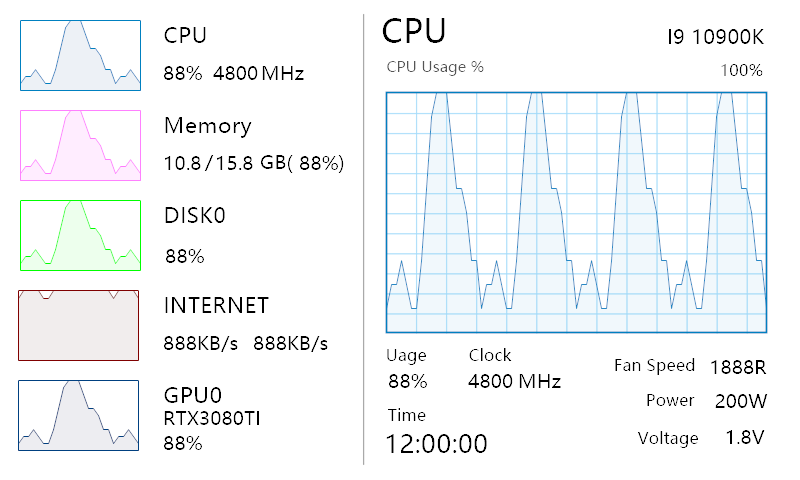 CPU
88% 4800 MHz
Memory
10.8/15.8 GB( 88%)
DISK0
88%
INTERNET
888KB/s 888KB/s
GPU0
RTX3080TI
88%
CPU
I9 10900K
CPU Usage %
100%
Uage
Clock
88%
4800 MHz
Time
12:00:00
Fan Speed 1888R
Power 200W
Voltage 1.8V